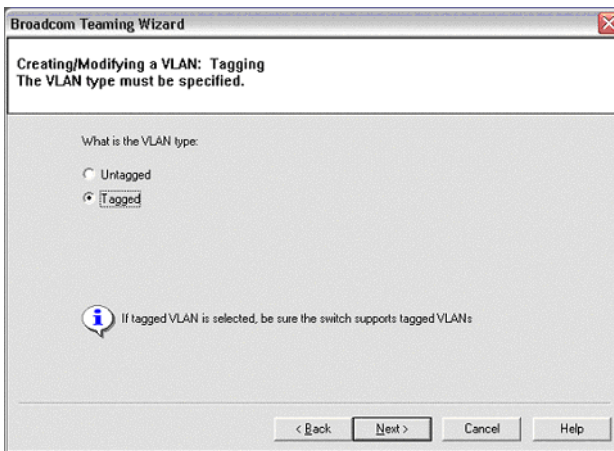 Broadcom Teaming Wizard
Creating/Modifying a VLAN: Tagging
The VLAN type must be specified.
What is the VLAN type:
Untagged
Tagged
If tagged VLAN is selected, be sure the switch supports tagged VLANs
< Back
Next >
Cancel
Help